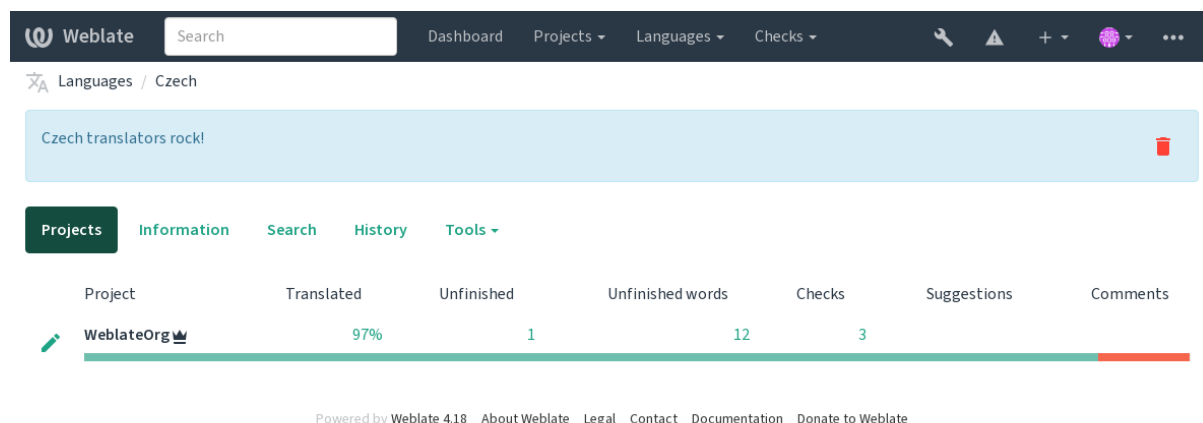 Weblate Search Dashboard Projects Languages Checks
Languages / Czech
Czech translators rock!
Projects Information Search History Tools
Project Translated Unfinished Unfinished words Checks Suggestions Comments
WeblateOrg 97% 1 12 3
Powered by Weblate 4.18 About Weblate Legal Contact Documentation Donate to Weblate